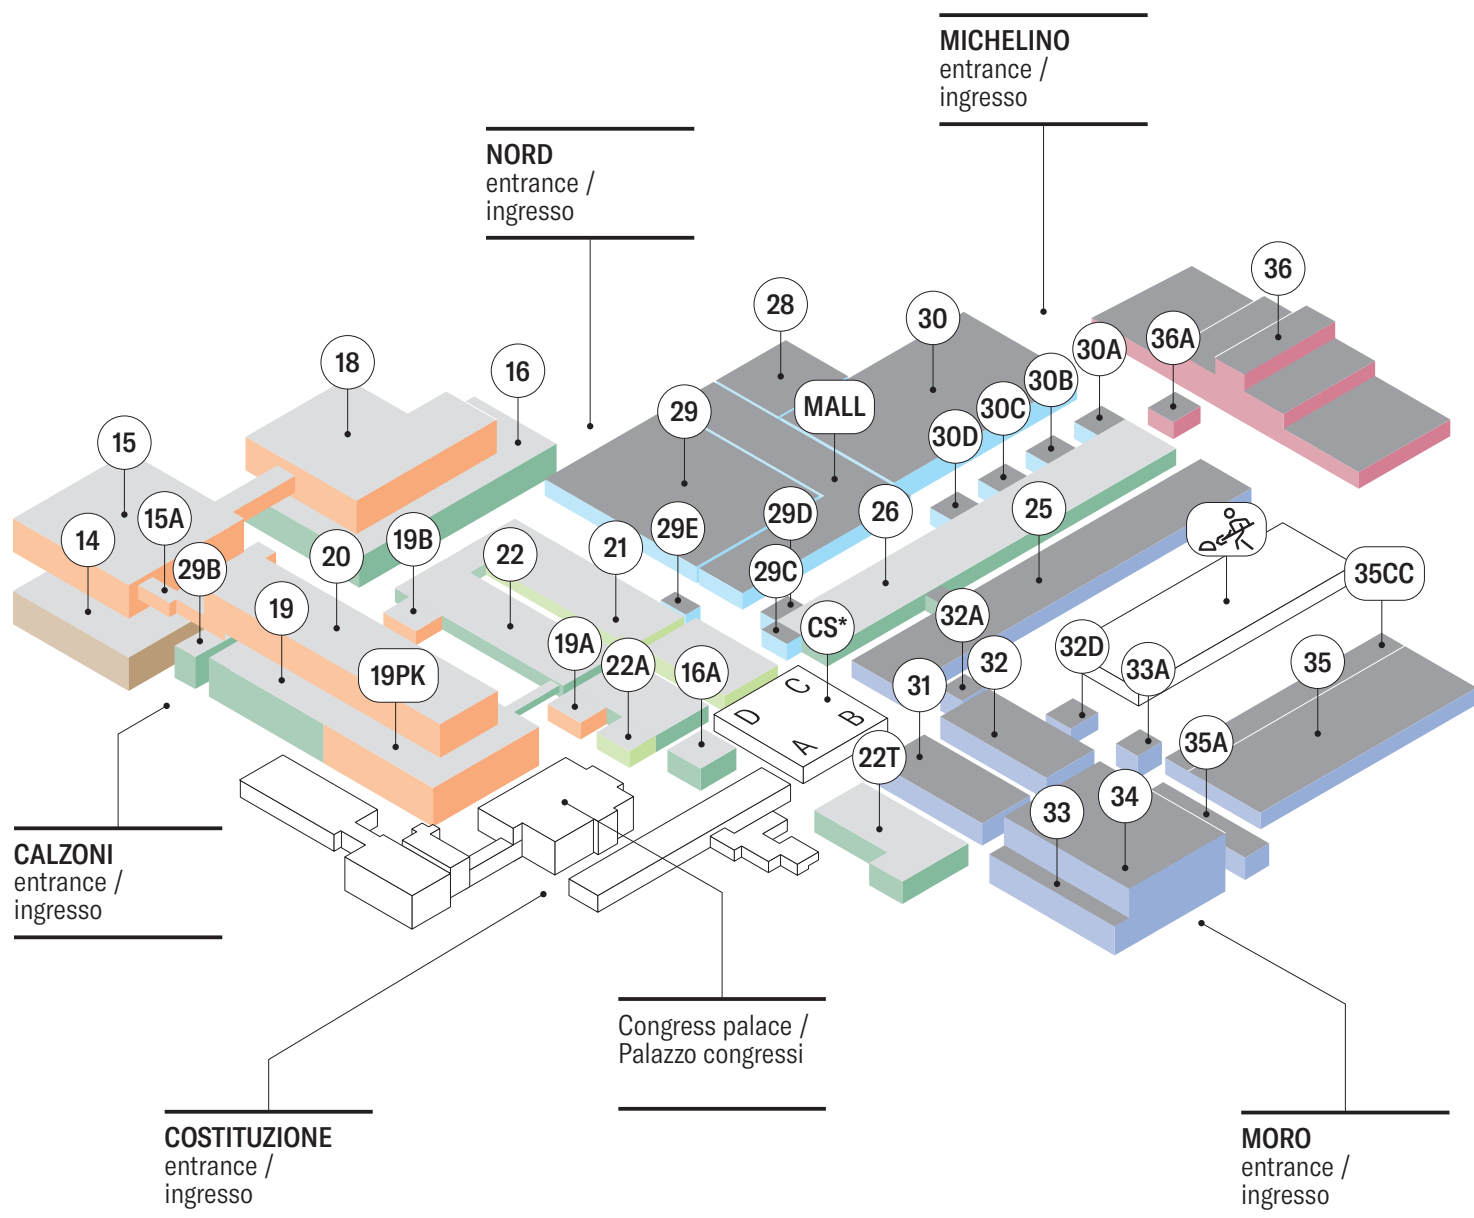 MICHELINO
entrance /
ingresso
NORD
entrance /
ingresso
36
28
30
36A
30A
18
16
30B
MALL
30C
29
30D
15
15A
14
29B
20
19B
22
21
29E
29D
26
25
35CC
29C
19
CS*
32A
32
32D
33A
35
19PK
19A
22A
16A
31
C
D
B
A
35A
22T
34
33
CALZONI
entrance /
ingresso
Congress palace /
Palazzo congressi
COSTITUZIONE
entrance /
ingresso
MORO
entrance /
ingresso